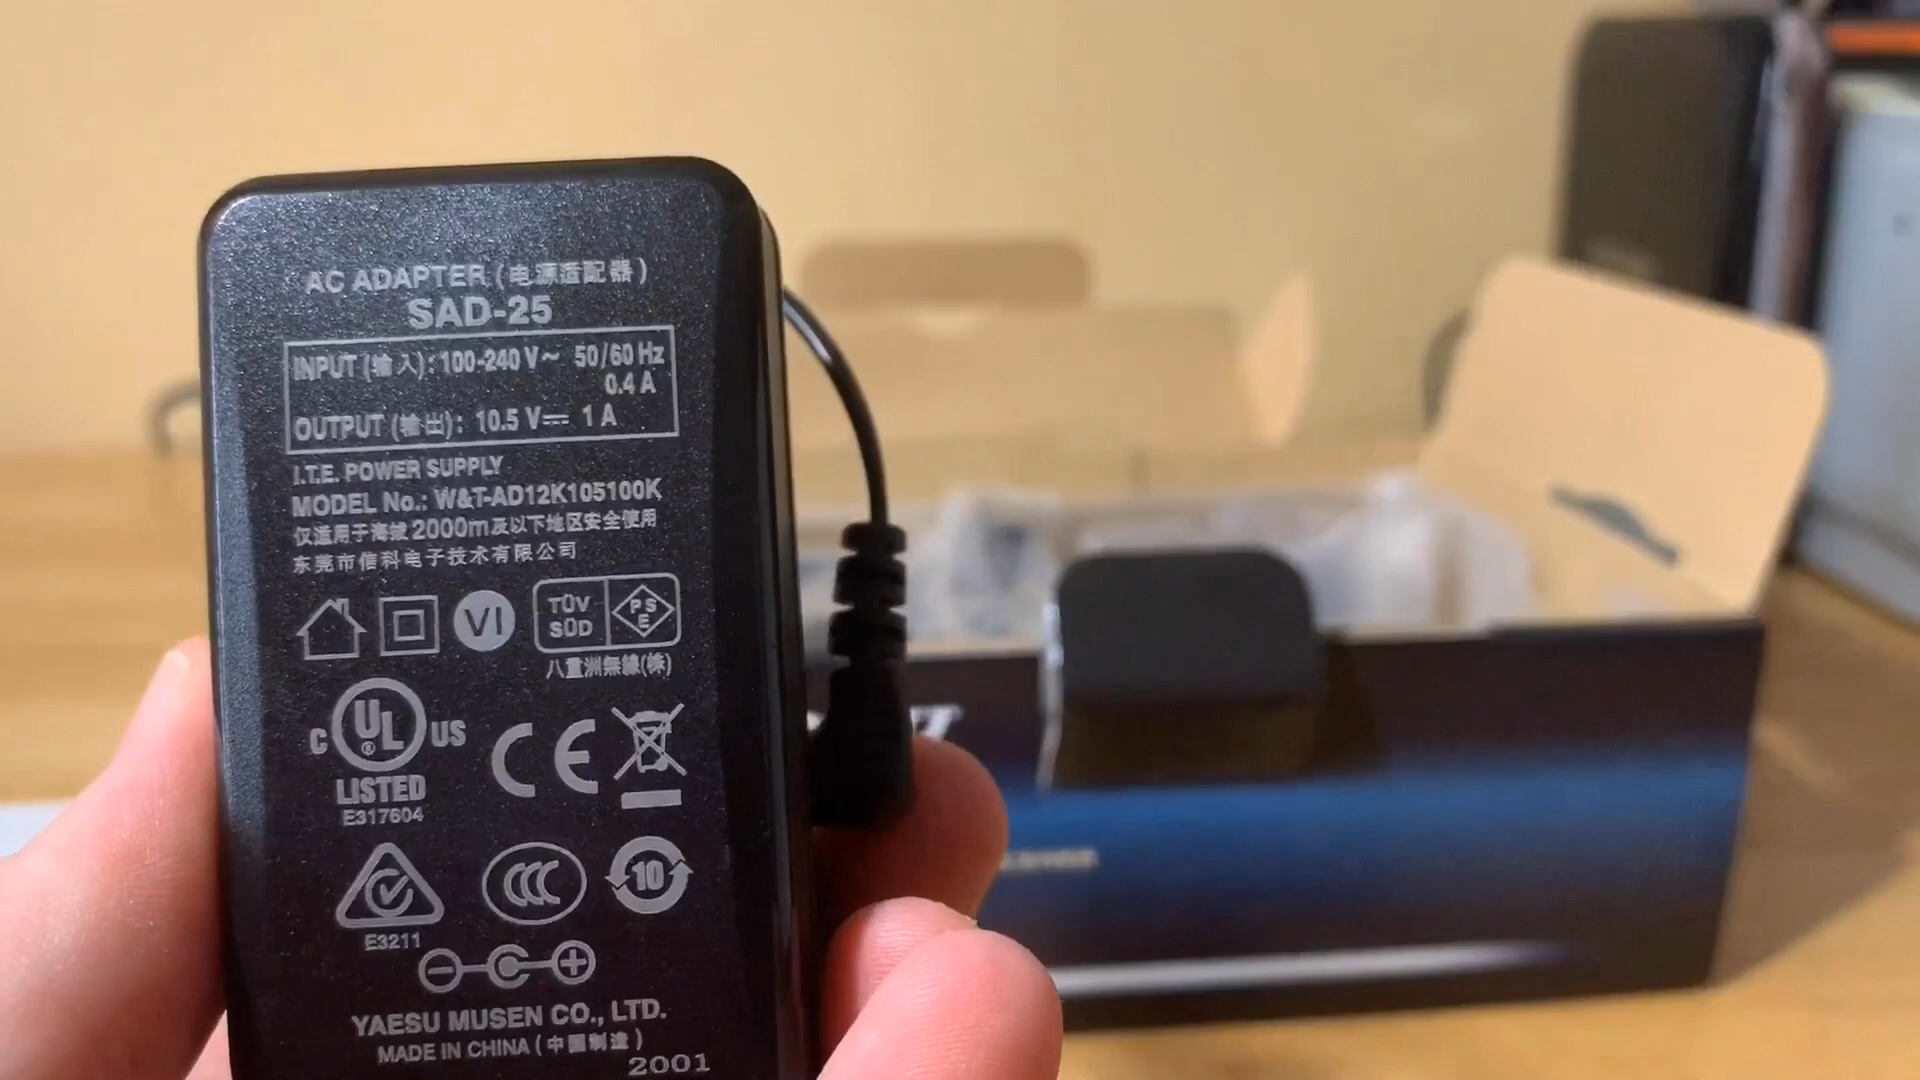 AC ADAPTER (电源适配器)
SAD-25
INPUT (输入): 100-240 V~ 50/60 Hz
0.4 A
OUTPUT (输出): 10.5 V⎓ 1 A
I.T.E. POWER SUPPLY
MODEL No.: W&T-AD12K105100K
仅适用于海拔2000m及以下地区安全使用
东莞市信科电子技术有限公司
VI
TÜV
SÜD
PS
E
八重洲無線(株)
C UL US
®
LISTED
E317604
CE
E3211
CCC
10
YAESU MUSEN CO., LTD.
MADE IN CHINA (中国制造)
2001